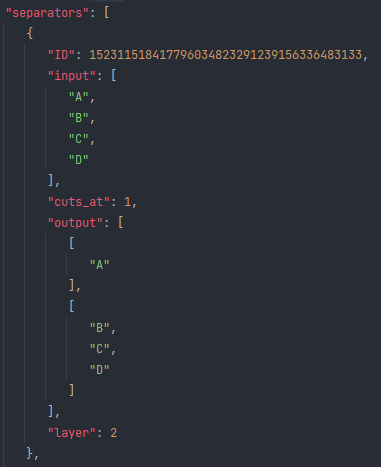 "separators": [
{
"ID": 152311518417796034823291239156336483133,
"input": [
"A",
"B",
"C",
"D"
],
"cuts_at": 1,
"output": [
[
"A"
],
[
"B",
"C",
"D"
]
],
"layer": 2
},